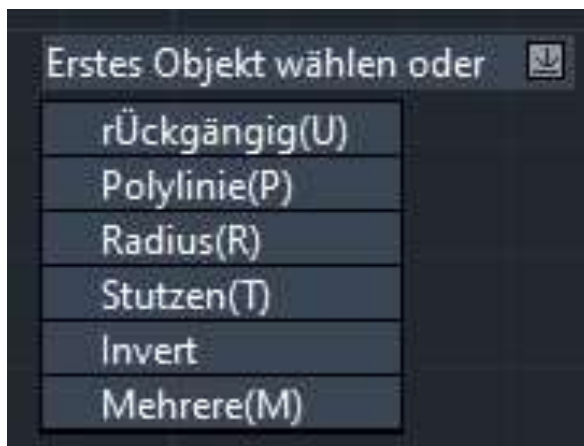 Erstes Objekt wählen oder
rÜckgängig(U)
Polylinie(P)
Radius(R)
Stutzen(T)
Invert
Mehrere(M)